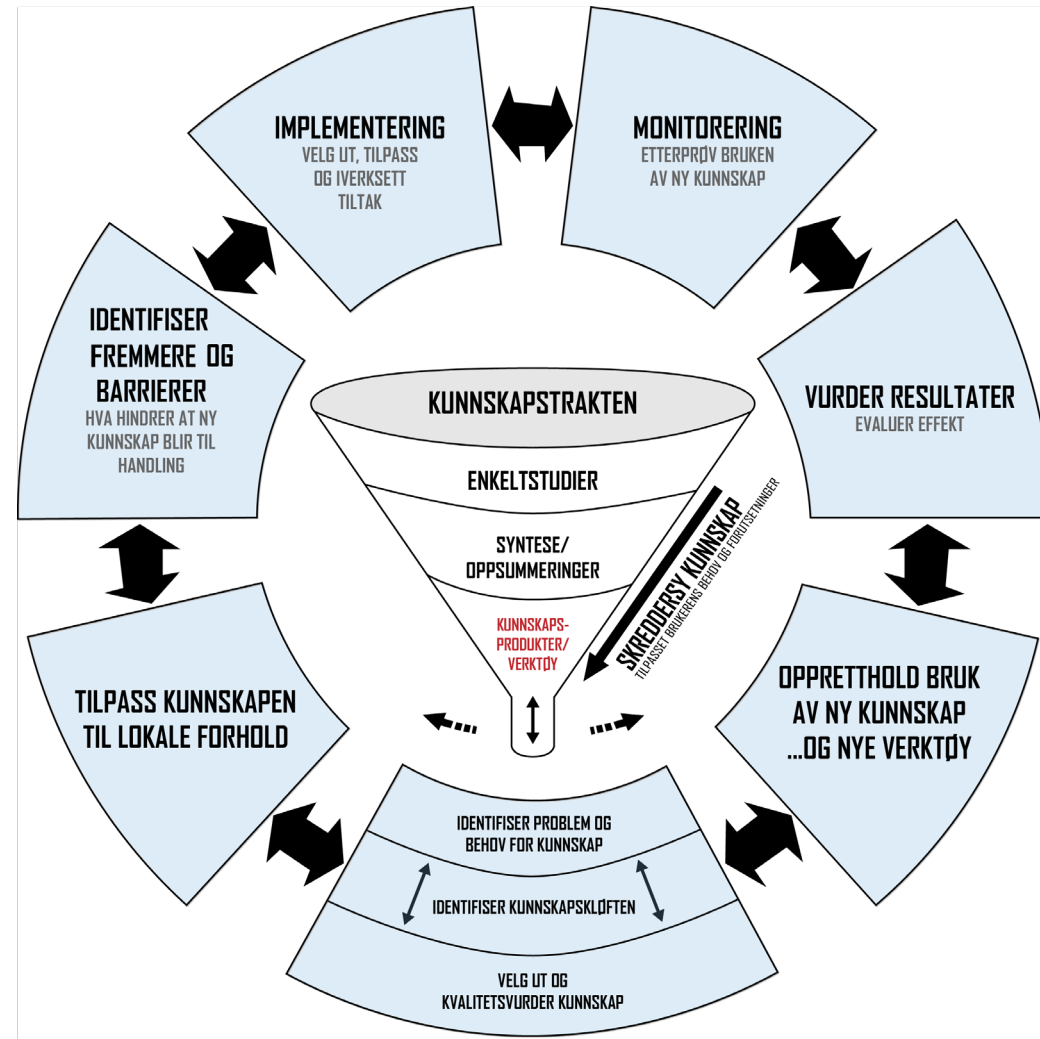 IMPLEMENTERING
VELG UT, TILPASS
OG IVERKSETT
TILTAK
MONITORERING
ETTERPRØV BRUKEN
AV NY KUNNSKAP
IDENTIFISER
FREMMERE OG
BARRIERER
HVA HINDRER AT NY
KUNNSKAP BLIR TIL
HANDLING
VURDER RESULTATER
EVALUER EFFEKT
KUNNSKAPSTRAKTEN
ENKELTSTUDIER
SYNTESE/
OPPSUMMERINGER
KUNNSKAPS-
PRODUKTER/
VERKTØY
SKREDDERSY KUNNSKAP
TILPASSET BRUKERENS BEHOV OG FORUTSETNINGER
TILPASS KUNNSKAPEN
TIL LOKALE FORHOLD
OPPRETTHOLD BRUK
AV NY KUNNSKAP
...OG NYE VERKTØY
IDENTIFISER PROBLEM OG
BEHOV FOR KUNNSKAP
IDENTIFISER KUNNSKAPSKLØFTEN
VELG UT OG
KVALITETSVURDER KUNNSKAP